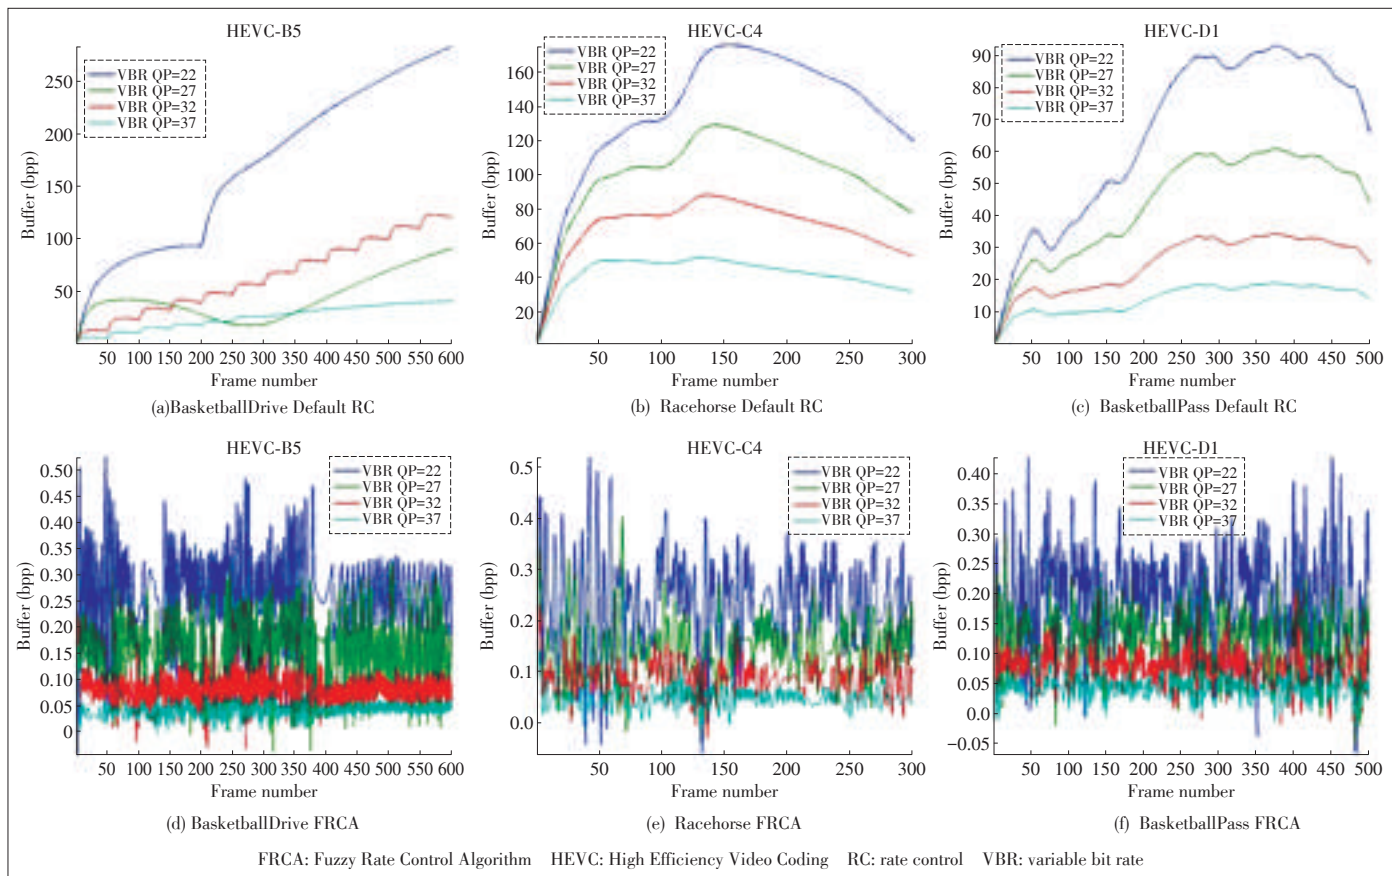 HEVC-B5
VBR QP=22
VBR QP=27
VBR QP=32
VBR QP=37
250
200
150
100
50
Buffer (bpp)
50 100 150 200 250 300 350 400 450 500 550 600
Frame number
(a)BasketballDrive Default RC
HEVC-C4
VBR QP=22
VBR QP=27
VBR QP=32
VBR QP=37
160
140
120
100
80
60
40
20
Buffer (bpp)
50 100 150 200 250 300
Frame number
(b) Racehorse Default RC
HEVC-D1
VBR QP=22
VBR QP=27
VBR QP=32
VBR QP=37
90
80
70
60
50
40
30
20
10
Buffer (bpp)
50 100 150 200 250 300 350 400 450 500
Frame number
(c) BasketballPass Default RC
HEVC-B5
VBR QP=22
VBR QP=27
VBR QP=32
VBR QP=37
0.50
0.45
0.40
0.35
0.30
0.25
0.20
0.15
0.10
0.05
0
Buffer (bpp)
50 100 150 200 250 300 350 400 450 500 550 600
Frame number
(d) BasketballDrive FRCA
HEVC-C4
VBR QP=22
VBR QP=27
VBR QP=32
VBR QP=37
0.5
0.4
0.3
0.2
0.1
0.0
Buffer (bpp)
50 100 150 200 250 300
Frame number
(e) Racehorse FRCA
HEVC-D1
VBR QP=22
VBR QP=27
VBR QP=32
VBR QP=37
0.40
0.35
0.30
0.25
0.20
0.15
0.10
0.05
0.0
−0.05
Buffer (bpp)
50 100 150 200 250 300 350 400 450 500
Frame number
(f) BasketballPass FRCA
FRCA: Fuzzy Rate Control Algorithm HEVC: High Efficiency Video Coding RC: rate control VBR: variable bit rate